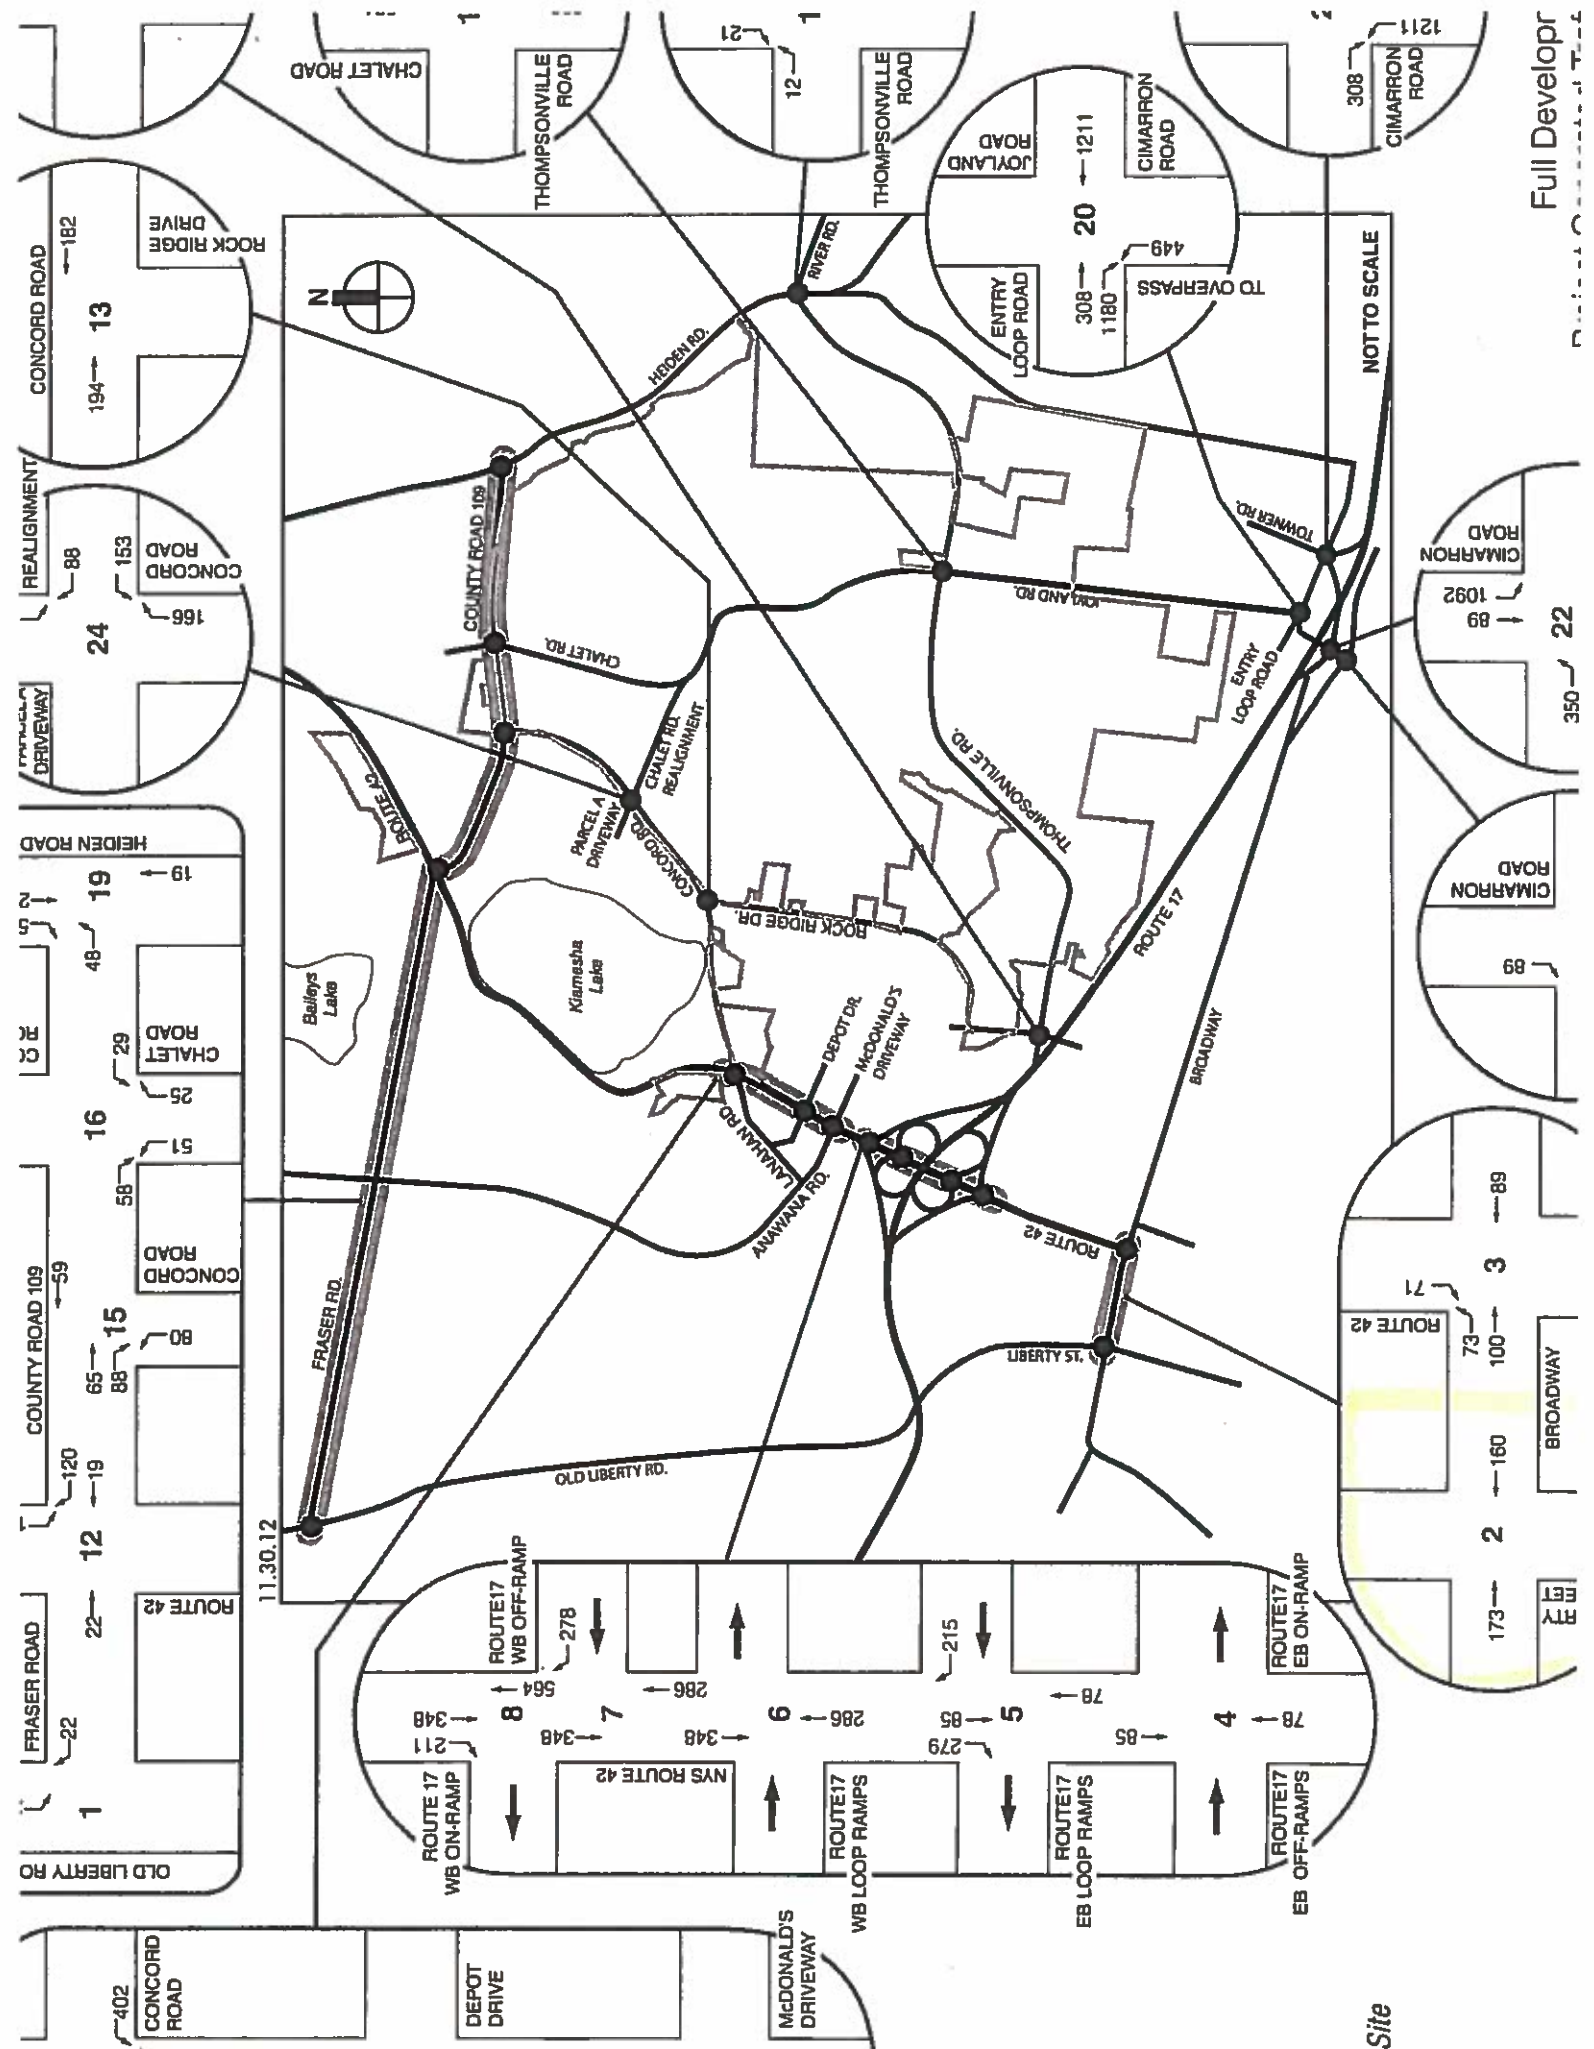 CHALET ROAD
THOMPSONVILLE
ROAD
21
12
THOMPSONVILLE
ROAD
308
1211
CIMARRON
ROAD
CONCORD ROAD
182
194
13
ROCK RIDGE
DRIVE
JOYLAND
ROAD
1211
20
CIMARRON
ROAD
ENTRY
LOOP ROAD
308
1180
449
TO OVERPASS
Full Developr
NOT TO SCALE
N
REALIGNMENT
88
153
24
166
CONCORD
ROAD
DRIVEWAY
HEIDEN RD.
RIVER RD.
COUNTY ROAD 109
CHALET RD.
CHALET RD.
REALIGNMENT
PARCEL A
DRIVEWAY
CONCORD RD.
ROUTE 42
Kiamesha
Lake
Baileys
Lake
ROCK RIDGE DR.
THOMPSONVILLE RD.
JOYLAND RD.
TOWNER RD.
ENTRY
LOOP ROAD
ROUTE 17
BROADWAY
DEPOT DR.
McDONALD'S
DRIVEWAY
LANAHAN RD
ANAWANA RD.
ROUTE 42
FRASER RD.
OLD LIBERTY RD.
LIBERTY ST.
11.30.12
CIMARRON
ROAD
1092
89
22
350
CIMARRON
ROAD
89
HEIDEN ROAD
19
19
48
CHALET
ROAD
29
25
16
51
58
COUNTY ROAD 109
59
CONCORD
ROAD
65
15
88
80
120
19
12
22
ROUTE 42
FRASER ROAD
22
1
OLD LIBERTY RO
ROUTE17
WB OFF-RAMP
278
348
8
564
211
348
7
286
348
6
286
215
85
5
279
78
85
4
78
ROUTE 17
WB ON-RAMP
NYS ROUTE 42
ROUTE17
WB LOOP RAMPS
ROUTE17
EB LOOP RAMPS
ROUTE17
EB ON-RAMP
ROUTE17
EB OFF-RAMPS
89
3
71
73
100
ROUTE 42
BROADWAY
160
2
173
RTY
EET
402
CONCORD
ROAD
DEPOT
DRIVE
McDONALD'S
DRIVEWAY
Site